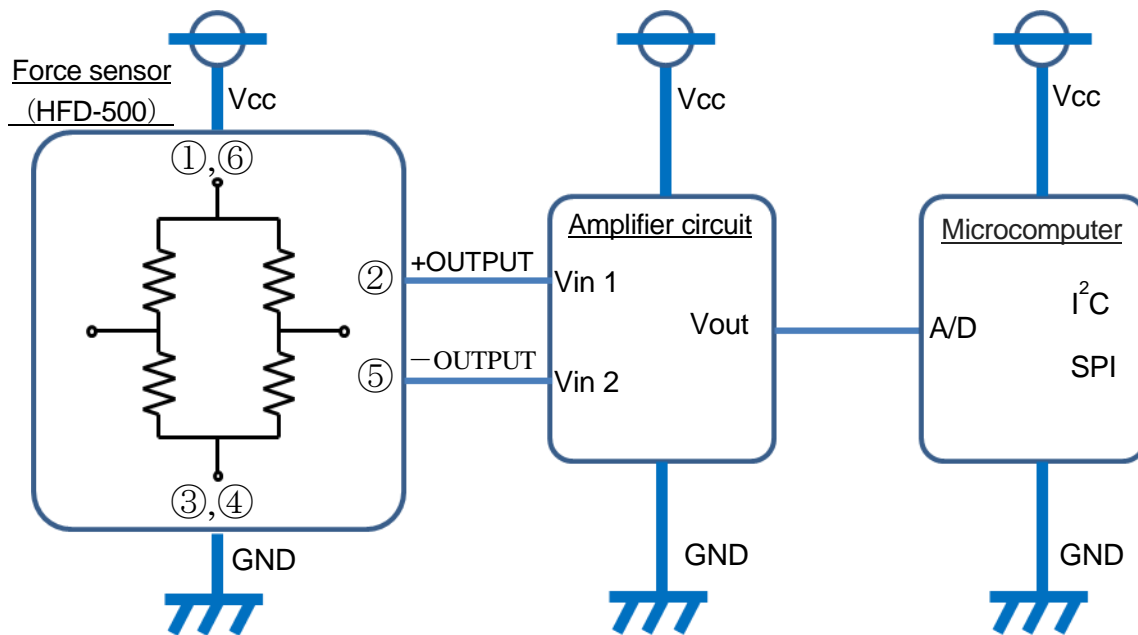 Force sensor
（HFD-500）
Vcc
①,⑥
②
+OUTPUT
⑤
－OUTPUT
③,④
GND
Vcc
Amplifier circuit
Vin 1
Vout
Vin 2
GND
Vcc
Microcomputer
I²C
A/D
SPI
GND